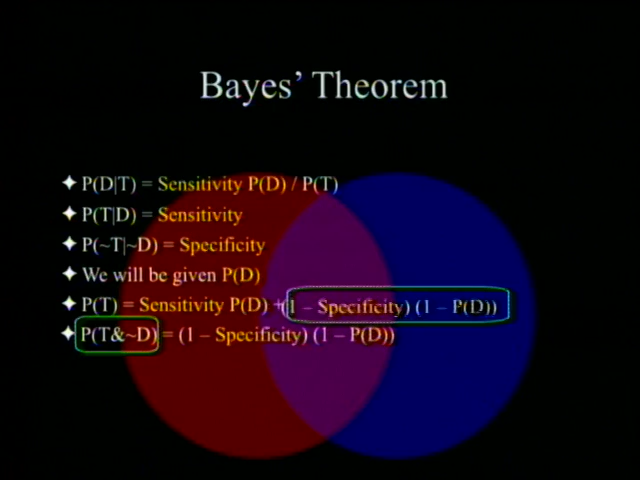 Bayes’ Theorem
✦ P(D|T) = Sensitivity P(D) / P(T)
✦ P(T|D) = Sensitivity
✦ P(~T|~D) = Specificity
✦ We will be given P(D)
✦ P(T) = Sensitivity P(D) +(1 – Specificity) (1 – P(D))
✦ P(T&~D) = (1 – Specificity) (1 – P(D))